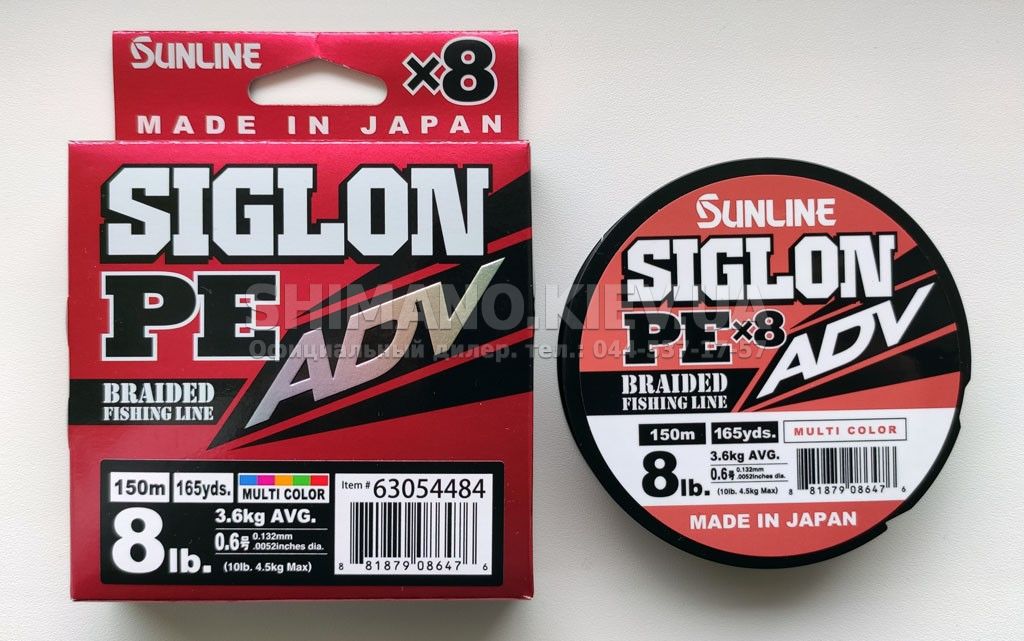 SUNLINE
×8
MADE IN JAPAN
SIGLON
PE
ADV
BRAIDED
FISHING LINE
150m 165yds. MULTI COLOR
8lb.
3.6kg AVG.
0.6号 0.132mm
.0052inches dia.
(10lb. 4.5kg Max)
Item # 63054484
8 81879 08647 6
SUNLINE
SIGLON
PE×8
ADV
BRAIDED
FISHING LINE
150m 165yds. MULTI COLOR
8lb.
3.6kg AVG.
0.6号 0.132mm
.0052inches dia.
(10lb. 4.5kg Max)
8 81879 08647 6
MADE IN JAPAN
SHIMANO.KIEV.UA
Официальный дилер. тел.: 044-537-17-57